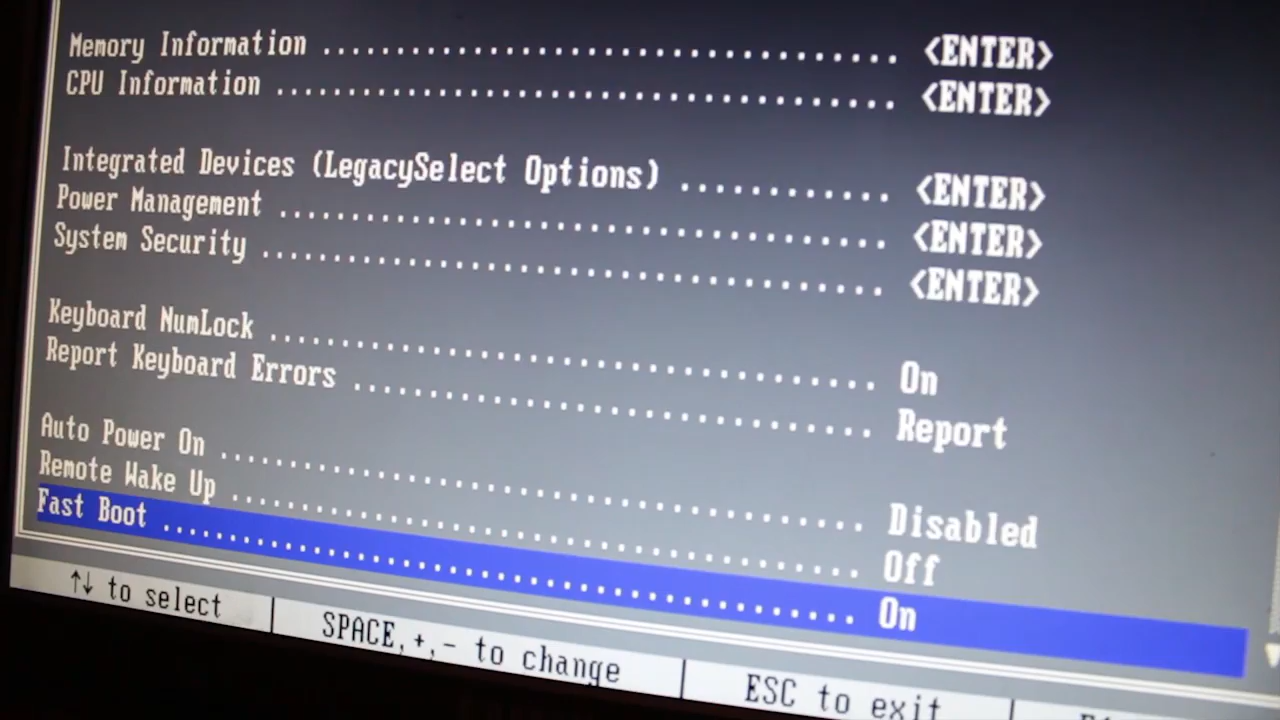 Memory Information ........................................ <ENTER>
CPU Information ........................................... <ENTER>
Integrated Devices (LegacySelect Options) ............ <ENTER>
Power Management ........................................... <ENTER>
System Security ............................................ <ENTER>
Keyboard NumLock .......................................... On
Report Keyboard Errors .................................... Report
Auto Power On .............................................. Disabled
Remote Wake Up ............................................. Off
Fast Boot .................................................. On
↑↓ to select | SPACE,+,- to change | ESC to exit |